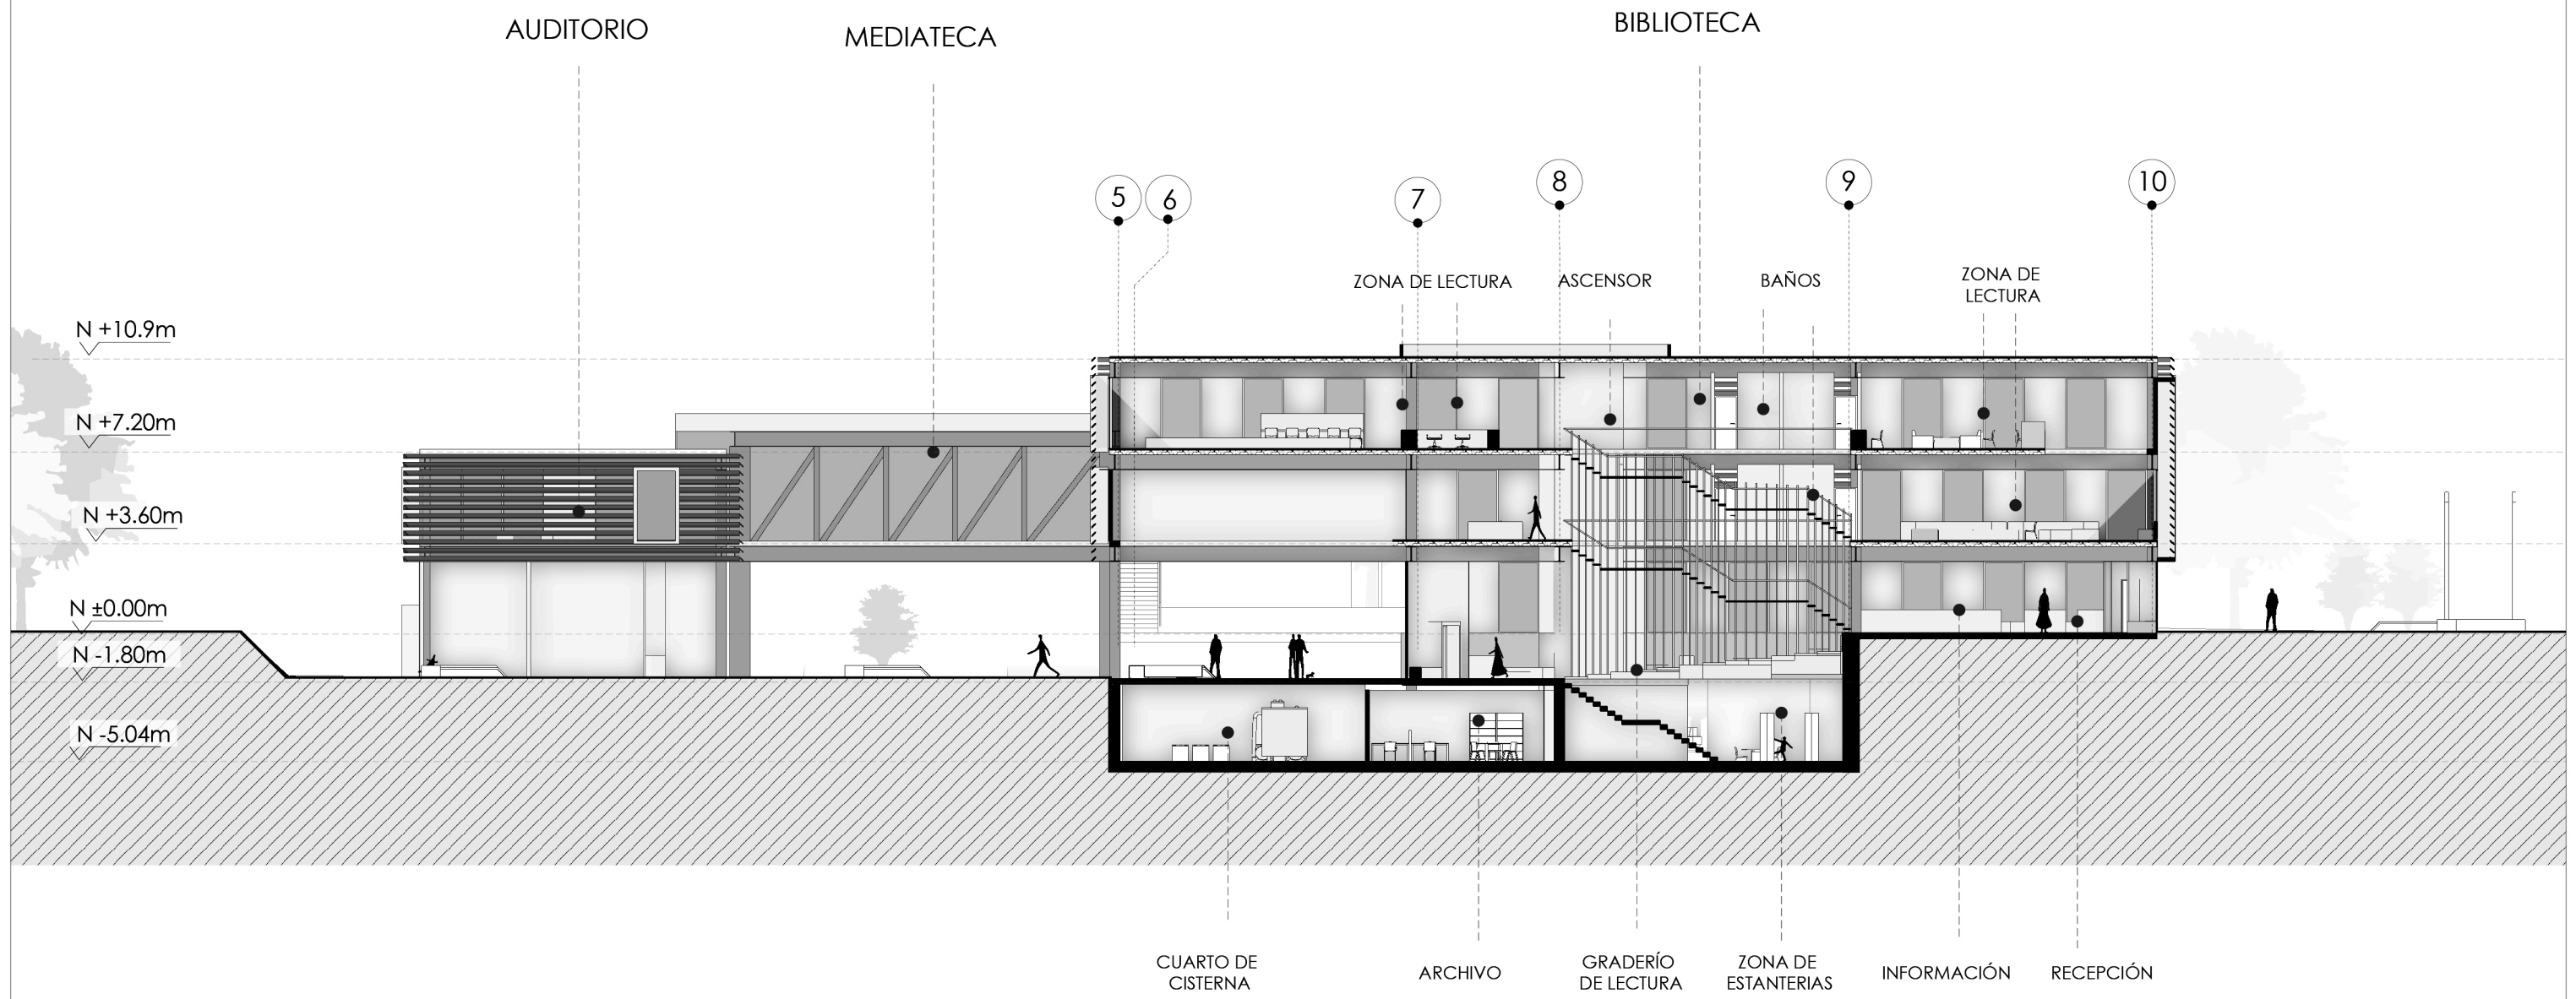 AUDITORIO
MEDIATECA
BIBLIOTECA
5
6
7
8
9
10
ZONA DE LECTURA
ASCENSOR
BAÑOS
ZONA DE
LECTURA
N +10.9m
N +7.20m
N +3.60m
N ±0.00m
N -1.80m
N -5.04m
CUARTO DE
CISTERNA
ARCHIVO
GRADERÍO
DE LECTURA
ZONA DE
ESTANTERIAS
INFORMACIÓN
RECEPCIÓN